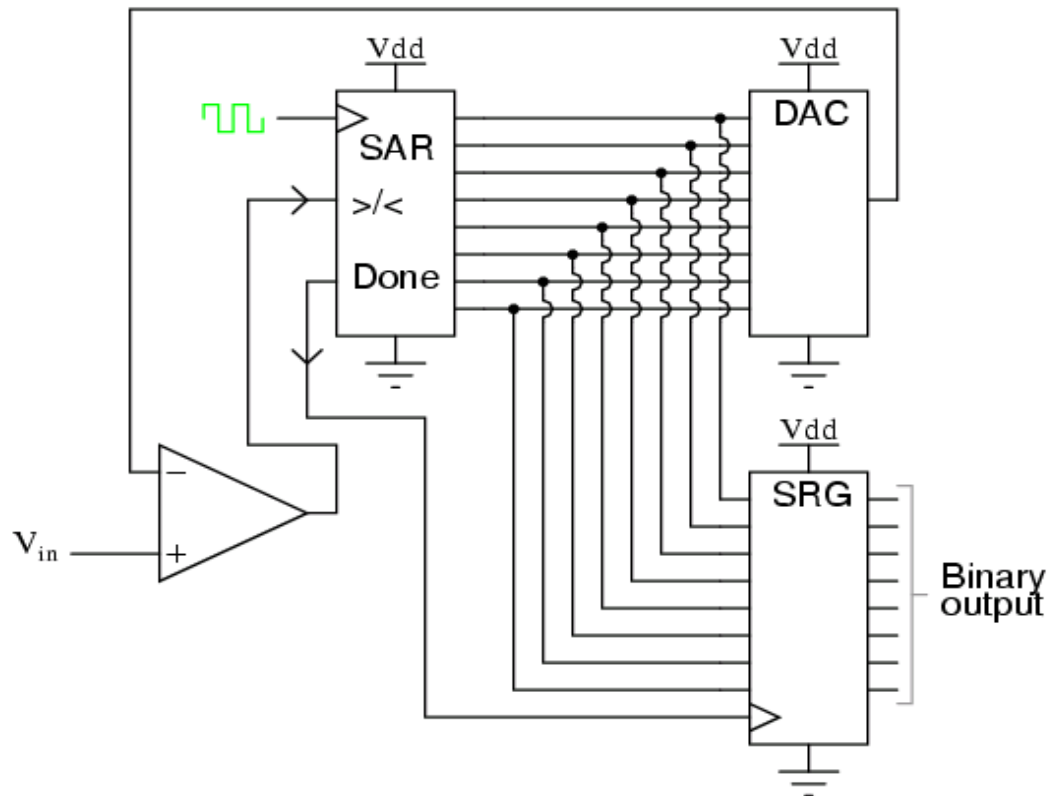 Vdd
Vdd
SAR
DAC
>/<
Done
Vdd
SRG
−
Vin
+
Binary
output